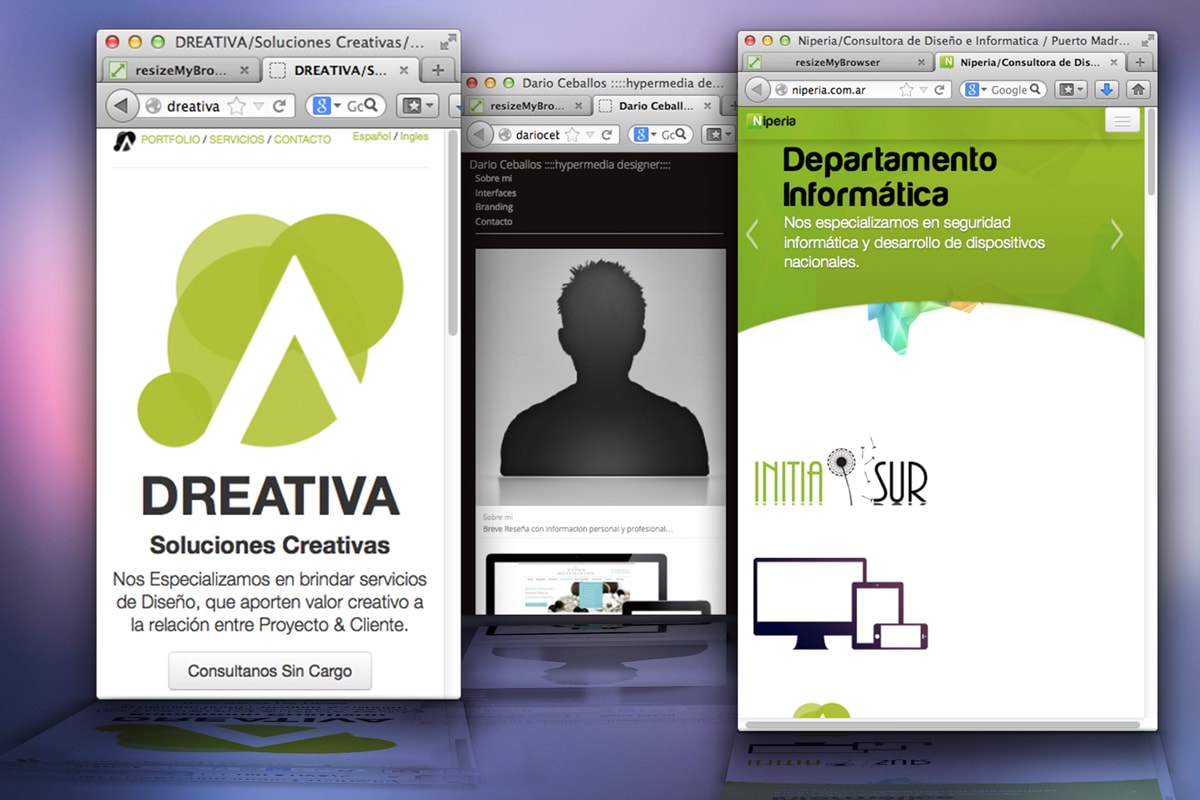 DREATIVA/Soluciones Creativas/...
resizeMyBro...
DREATIVA/S...
dreativa
PORTFOLIO / SERVICIOS / CONTACTO
Español / Ingles
DREATIVA
Soluciones Creativas
Nos Especializamos en brindar servicios
de Diseño, que aporten valor creativo a
la relación entre Proyecto & Cliente.
Consultanos Sin Cargo
Dario Ceballos ::::hypermedia de...
resizeMyBro...
Dario Ceball...
darioceb
Dario Ceballos ::::hypermedia designer::::
Sobre mi
Interfaces
Branding
Contacto
Sobre mi
Breve Reseña con informacion personal y profesional...
Niperia/Consultora de Diseño e Informatica / Puerto Madr...
resizeMyBrowser
Niperia/Consultora de Dis...
niperia.com.ar
Google
Niperia
Departamento
Informática
Nos especializamos en seguridad
informática y desarrollo de dispositivos
nacionales.
INITIA SUR